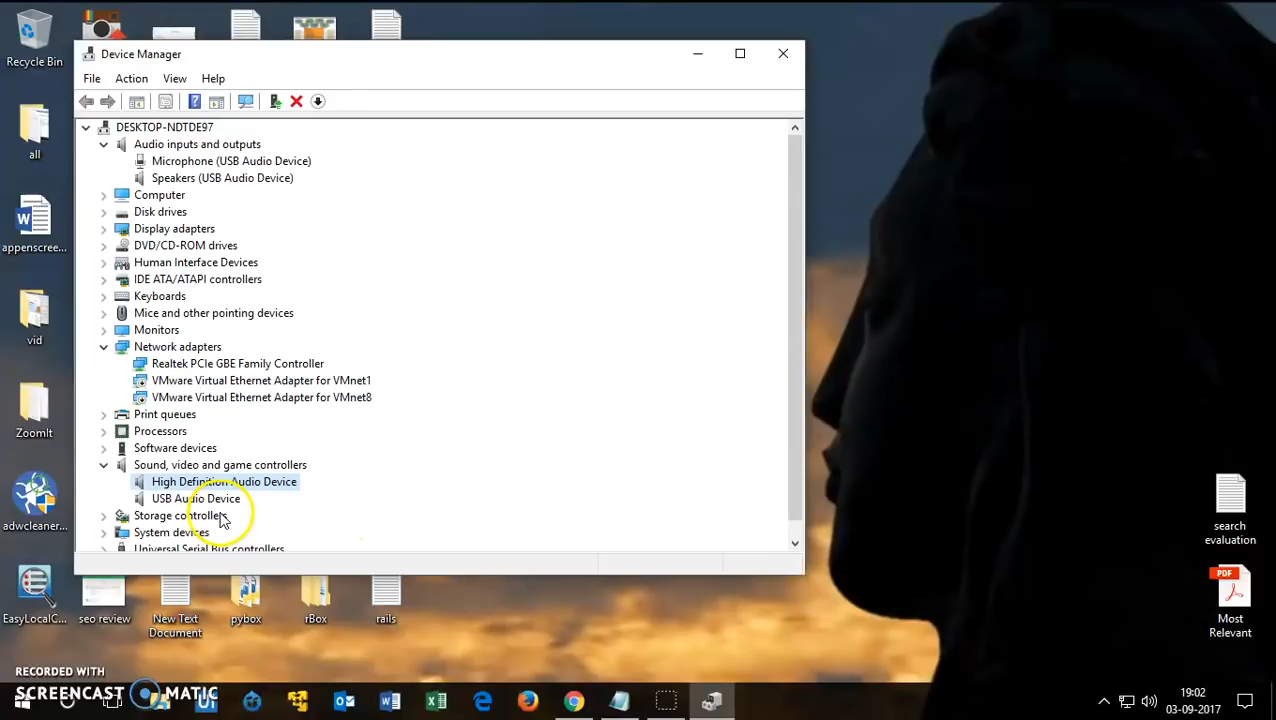 Recycle Bin
all
appenscree...
vid
ZoomIt
adwcleaner...
EasyLocalC...
Device Manager
File Action View Help
DESKTOP-NDTDE97
Audio inputs and outputs
Microphone (USB Audio Device)
Speakers (USB Audio Device)
Computer
Disk drives
Display adapters
DVD/CD-ROM drives
Human Interface Devices
IDE ATA/ATAPI controllers
Keyboards
Mice and other pointing devices
Monitors
Network adapters
Realtek PCIe GBE Family Controller
VMware Virtual Ethernet Adapter for VMnet1
VMware Virtual Ethernet Adapter for VMnet8
Print queues
Processors
Software devices
Sound, video and game controllers
High Definition Audio Device
USB Audio Device
Storage controllers
System devices
Universal Serial Bus controllers
seo review
New Text
Document
pybox
rBox
rails
search
evaluation
PDF
Most
Relevant
RECORDED WITH
SCREENCAST MATIC
19:02
03-09-2017